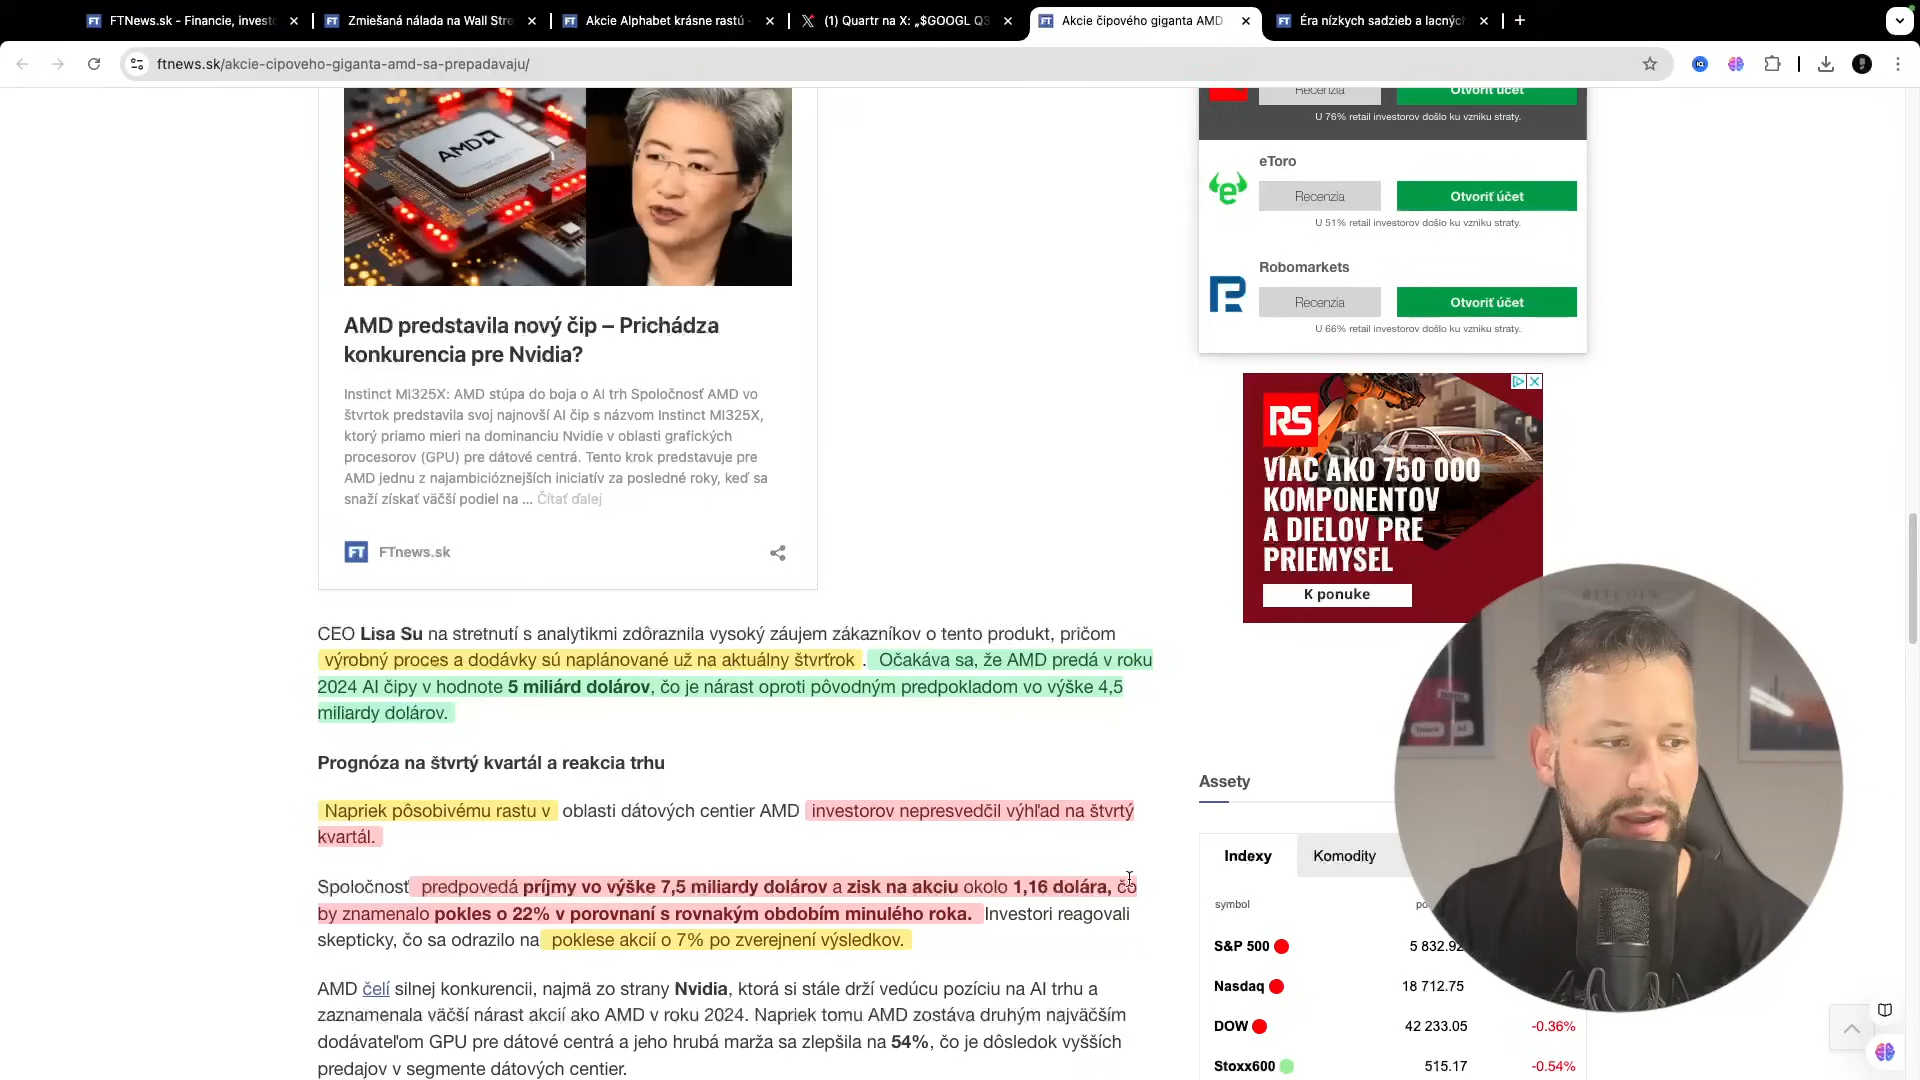 FTNews.sk - Financie, investo
Zmiešaná nálada na Wall Stre
Akcie Alphabet krásne rastú -
(1) Quartr na X: „$GOOGL Q3
Akcie čipového giganta AMD
Éra nízkych sadzieb a lacných
ftnews.sk/akcie-cipoveho-giganta-amd-sa-prepadavaju/
AMD
AMD predstavila nový čip – Prichádza
konkurencia pre Nvidia?
Instinct MI325X: AMD stúpa do boja o AI trh Spoločnosť AMD vo
štvrtok predstavila svoj najnovší AI čip s názvom Instinct MI325X,
ktorý priamo mieri na dominanciu Nvidie v oblasti grafických
procesorov (GPU) pre dátové centrá. Tento krok predstavuje pre
AMD jednu z najambicióznejších iniciatív za posledné roky, keď sa
snaží získať väčší podiel na ... Čítať ďalej
FT FTnews.sk
CEO Lisa Su na stretnutí s analytikmi zdôraznila vysoký záujem zákazníkov o tento produkt, pričom
výrobný proces a dodávky sú naplánované už na aktuálny štvrťrok . Očakáva sa, že AMD predá v roku
2024 AI čipy v hodnote 5 miliárd dolárov, čo je nárast oproti pôvodným predpokladom vo výške 4,5
miliardy dolárov.
Prognóza na štvrtý kvartál a reakcia trhu
Napriek pôsobivému rastu v oblasti dátových centier AMD investorov nepresvedčil výhľad na štvrtý
kvartál.
Spoločnosť predpovedá príjmy vo výške 7,5 miliardy dolárov a zisk na akciu okolo 1,16 dolára, čo
by znamenalo pokles o 22% v porovnaní s rovnakým obdobím minulého roka. Investori reagovali
skepticky, čo sa odrazilo na poklese akcií o 7% po zverejnení výsledkov.
AMD čelí silnej konkurencii, najmä zo strany Nvidia, ktorá si stále drží vedúcu pozíciu na AI trhu a
zaznamenala väčší nárast akcií ako AMD v roku 2024. Napriek tomu AMD zostáva druhým najväčším
dodávateľom GPU pre dátové centrá a jeho hrubá marža sa zlepšila na 54%, čo je dôsledok vyšších
predajov v segmente dátových centier.
Recenzia Otvoriť účet
U 76% retail investorov došlo ku vzniku straty.
eToro
Recenzia Otvoriť účet
U 51% retail investorov došlo ku vzniku straty.
Robomarkets
Recenzia Otvoriť účet
U 66% retail investorov došlo ku vzniku straty.
RS
VIAC AKO 750 000
KOMPONENTOV
A DIELOV PRE
PRIEMYSEL
K ponuke
Assety
Indexy Komodity
symbol
S&P 500 5 832.92
Nasdaq 18 712.75
DOW 42 233.05 -0.36%
Stoxx600 515.17 -0.54%